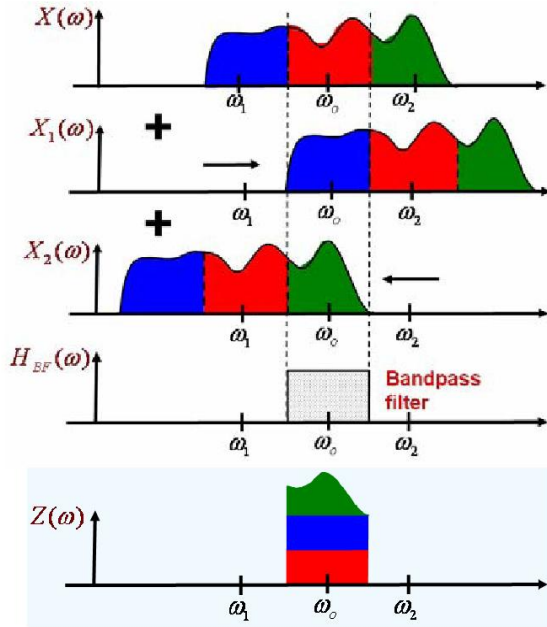 X(ω)
ω₁ ωₒ ω₂
+
X₁(ω)
ω₁ ωₒ ω₂
+
X₂(ω)
ω₁ ωₒ ω₂
H_BF(ω)
Bandpass
filter
ω₁ ωₒ ω₂
Z(ω)
ω₁ ωₒ ω₂